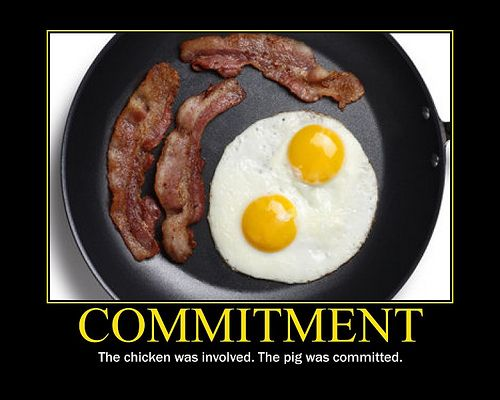 COMMITMENT
The chicken was involved. The pig was committed.